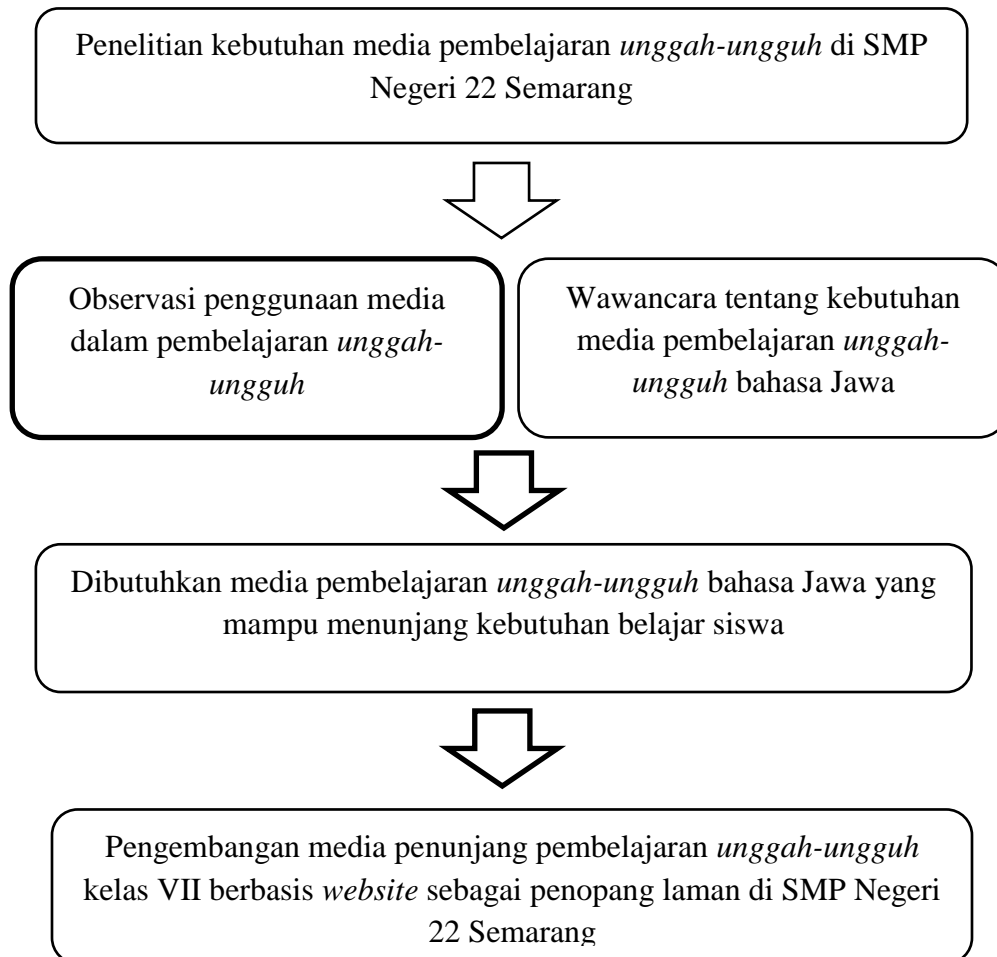 Penelitian kebutuhan media pembelajaran unggah-ungguh di SMP
Negeri 22 Semarang
Observasi penggunaan media
dalam pembelajaran unggah-
ungguh
Wawancara tentang kebutuhan
media pembelajaran unggah-
ungguh bahasa Jawa
Dibutuhkan media pembelajaran unggah-ungguh bahasa Jawa yang
mampu menunjang kebutuhan belajar siswa
Pengembangan media penunjang pembelajaran unggah-ungguh
kelas VII berbasis website sebagai penopang laman di SMP Negeri
22 Semarang